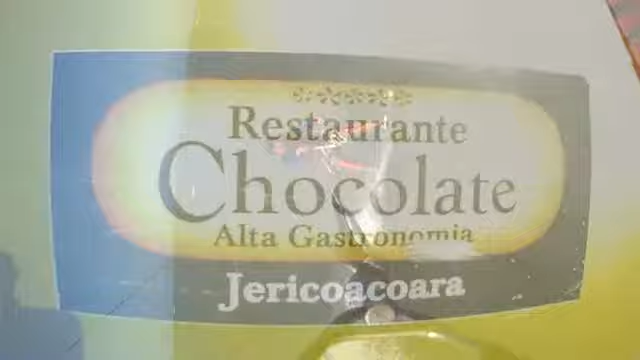 Restaurante
Chocolate
Alta Gastronomia
Jericoacoara